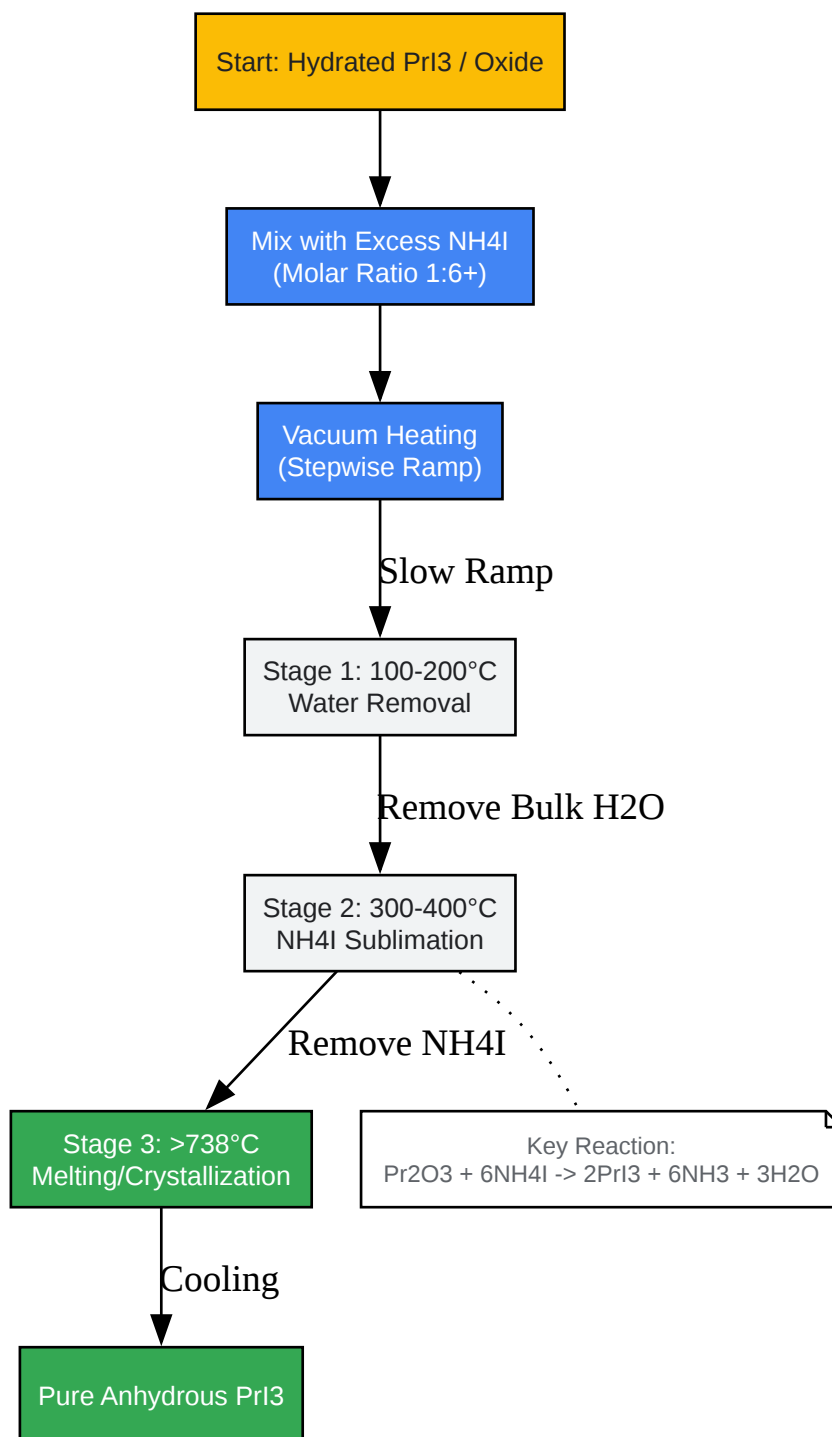 Start: Hydrated PrI3 / Oxide
Mix with Excess NH4I
(Molar Ratio 1:6+)
Vacuum Heating
(Stepwise Ramp)
Slow Ramp
Stage 1: 100-200°C
Water Removal
Remove Bulk H2O
Stage 2: 300-400°C
NH4I Sublimation
Remove NH4I
Stage 3: >738°C
Melting/Crystallization
Key Reaction:
Pr2O3 + 6NH4I -> 2PrI3 + 6NH3 + 3H2O
Cooling
Pure Anhydrous PrI3